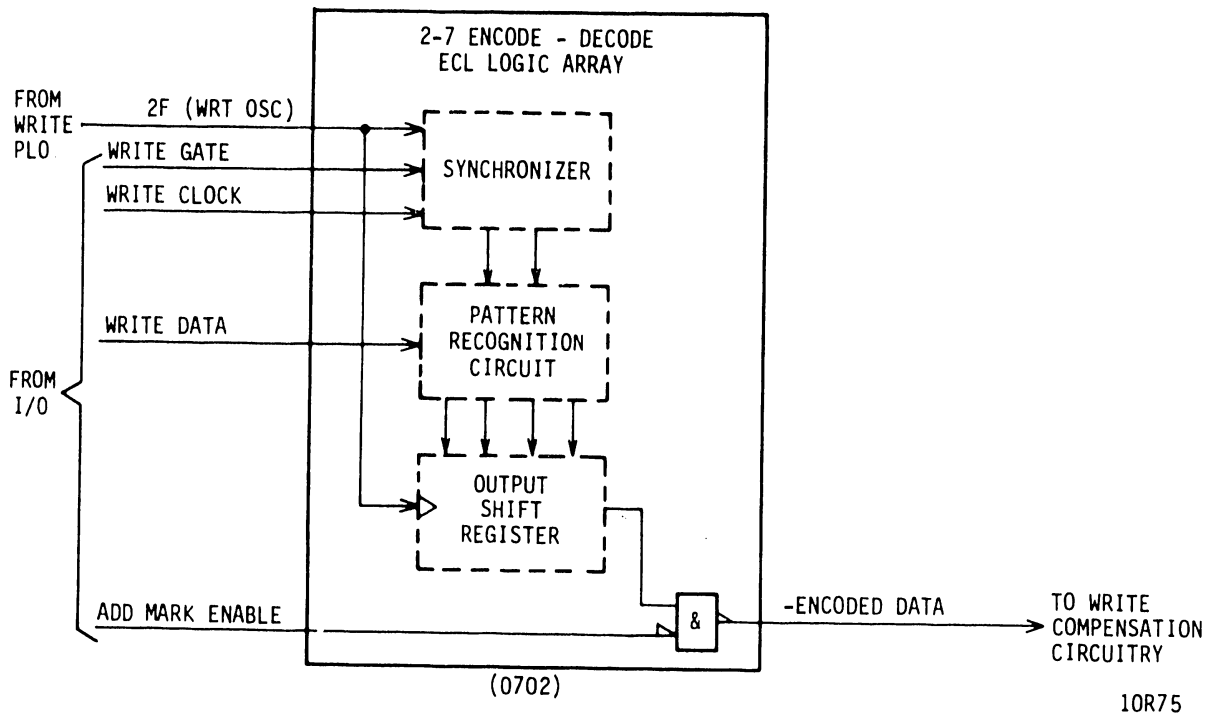 2-7 ENCODE - DECODE
ECL LOGIC ARRAY
FROM
WRITE
PLO
2F (WRT OSC)
WRITE GATE
WRITE CLOCK
SYNCHRONIZER
WRITE DATA
PATTERN
RECOGNITION
CIRCUIT
FROM
I/O
OUTPUT
SHIFT
REGISTER
ADD MARK ENABLE
&
-ENCODED DATA
TO WRITE
COMPENSATION
CIRCUITRY
(0702)
10R75